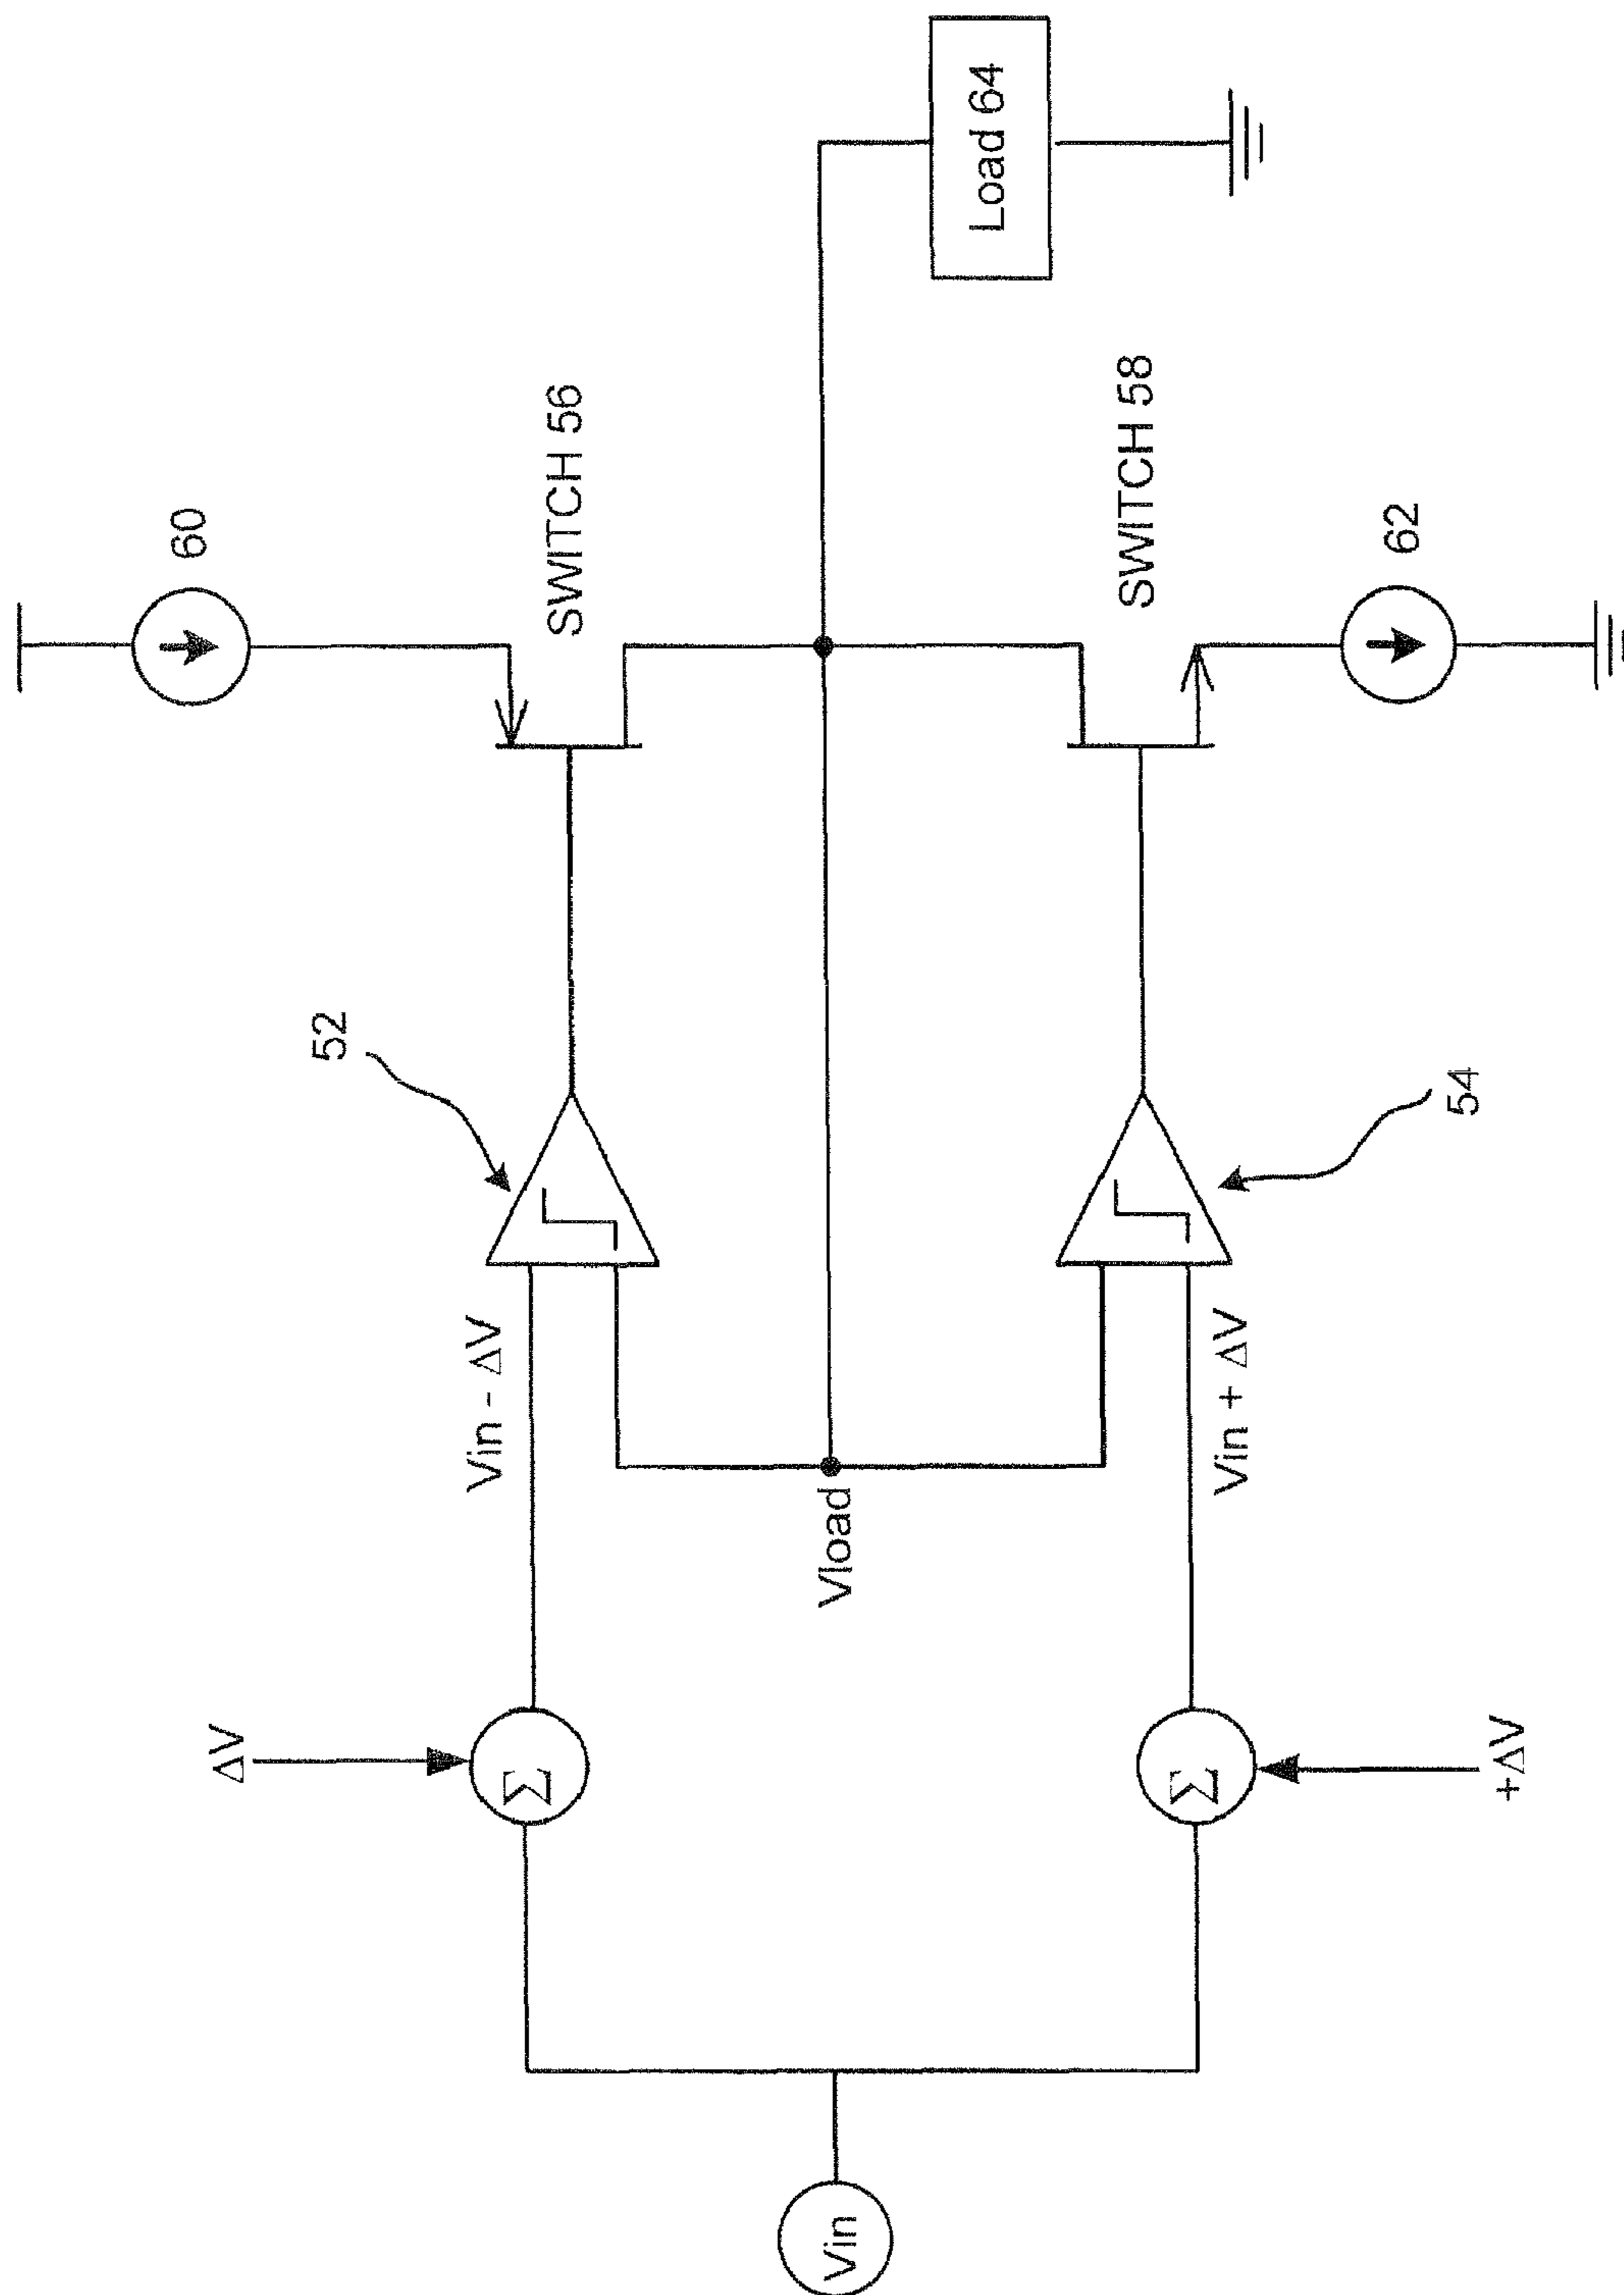 60
SWITCH 56
52
ΔV
Vin - ΔV
Σ
Vload
Vin
Load 64
SWITCH 58
Vin + ΔV
Σ
54
62
+ΔV